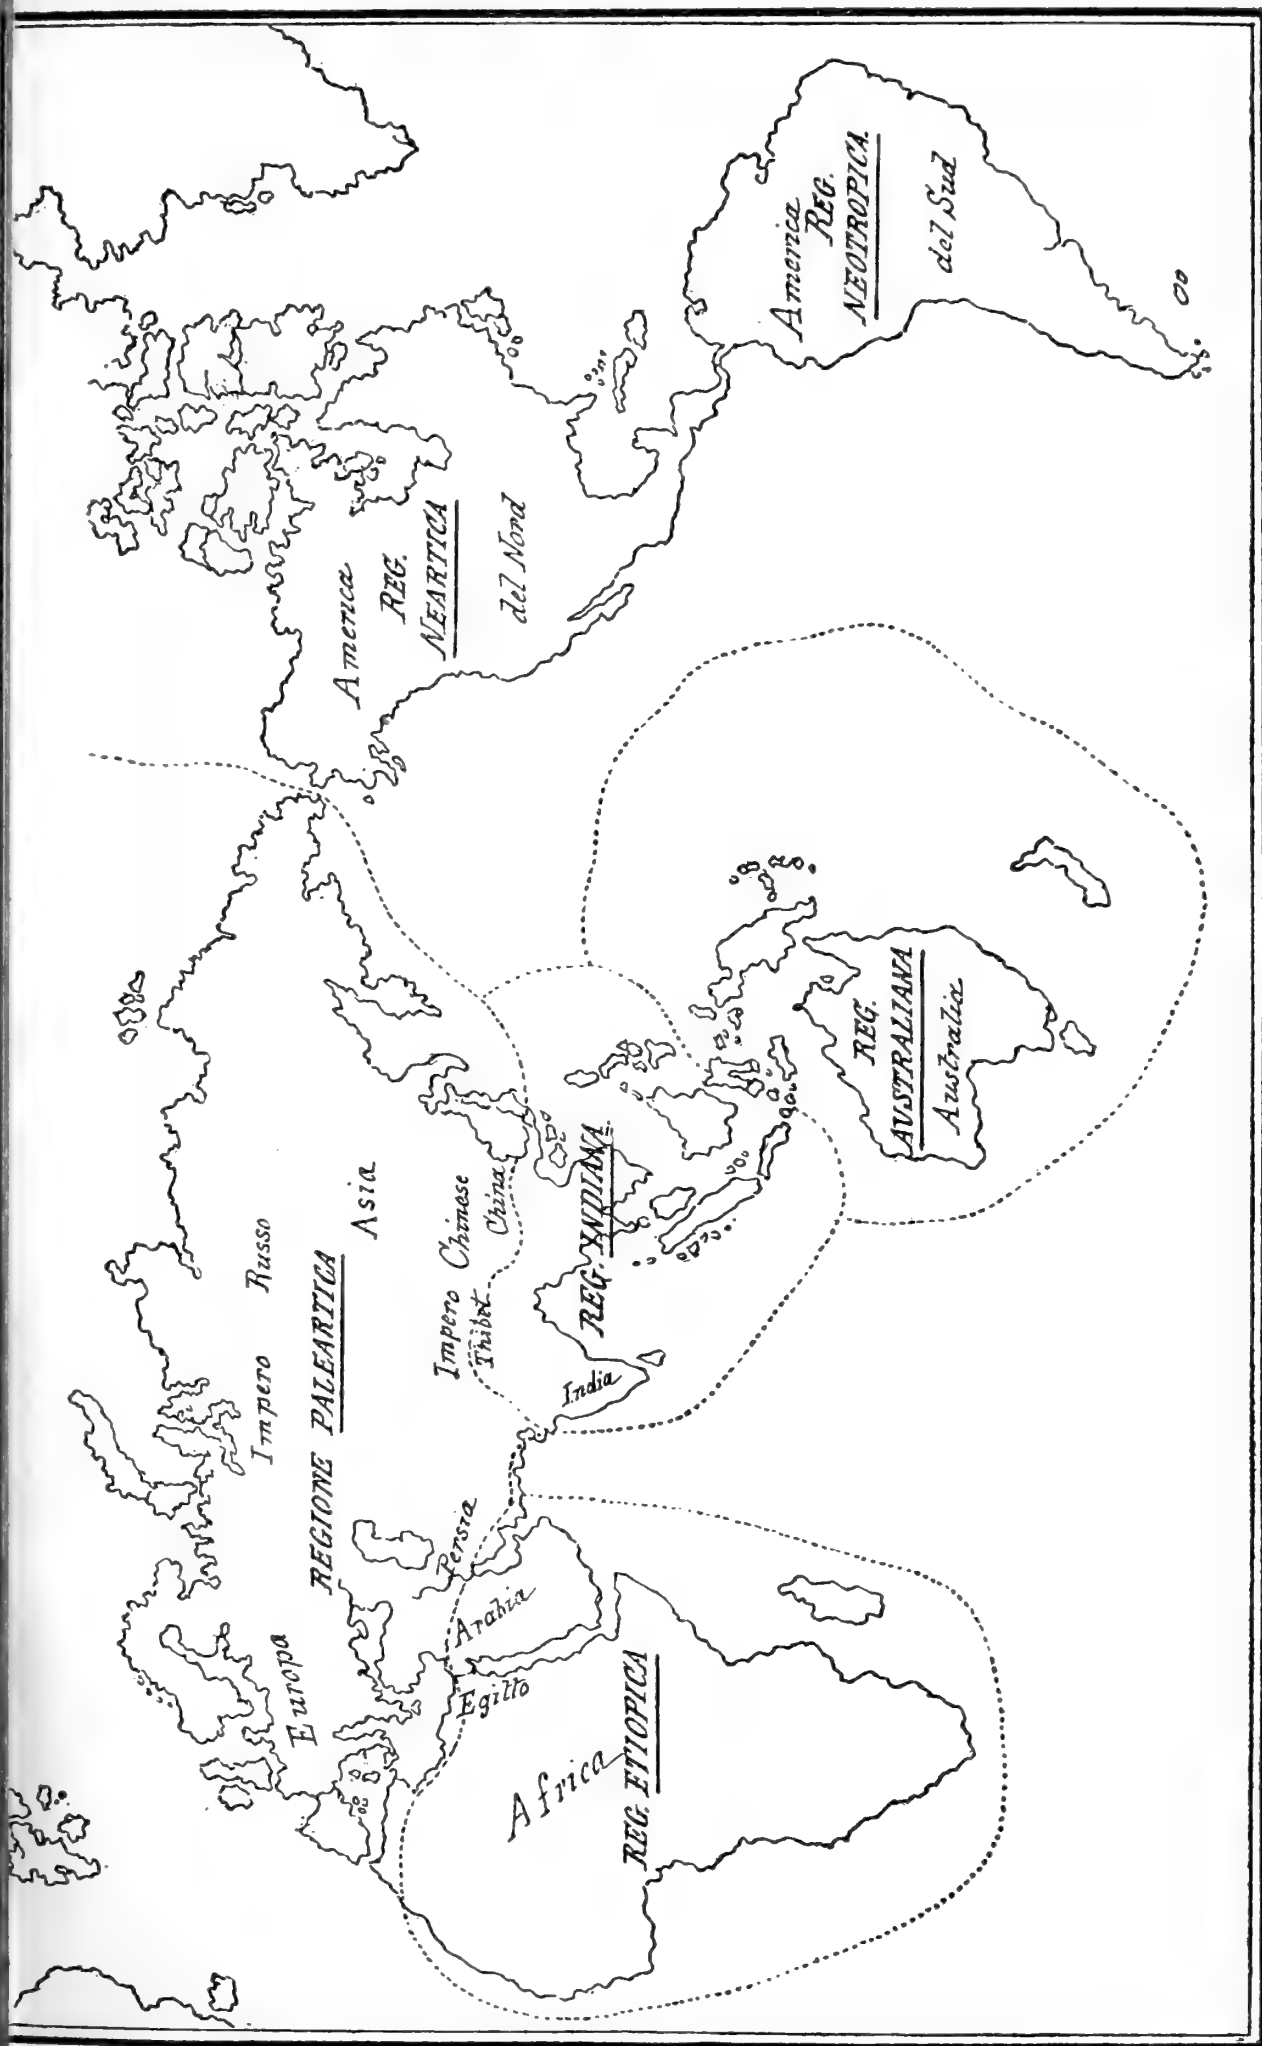 Europa
Impero Russo
REGIONE PALEARTICA
Asia
Impero Chinese
Thibet
China
Persia
Arabia
Egitto
Africa
REG. ETIOPICA
India
REG. INDIANA
REG.
AUSTRALIANA
Australia
America
REG.
NEARTICA
del Nord
America
REG.
NEOTROPICA.
del Sud